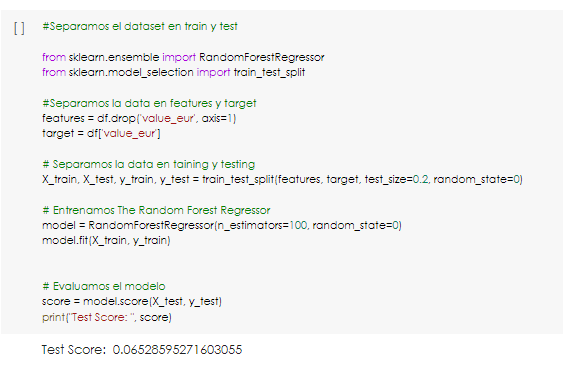 [ ] #Separamos el dataset en train y test
from sklearn.ensemble import RandomForestRegressor
from sklearn.model_selection import train_test_split
#Separamos la data en features y target
features = df.drop('value_eur', axis=1)
target = df['value_eur']
# Separamos la data en taining y testing
X_train, X_test, y_train, y_test = train_test_split(features, target, test_size=0.2, random_state=0)
# Entrenamos The Random Forest Regressor
model = RandomForestRegressor(n_estimators=100, random_state=0)
model.fit(X_train, y_train)
# Evaluamos el modelo
score = model.score(X_test, y_test)
print("Test Score: ", score)
Test Score: 0.06528595271603055